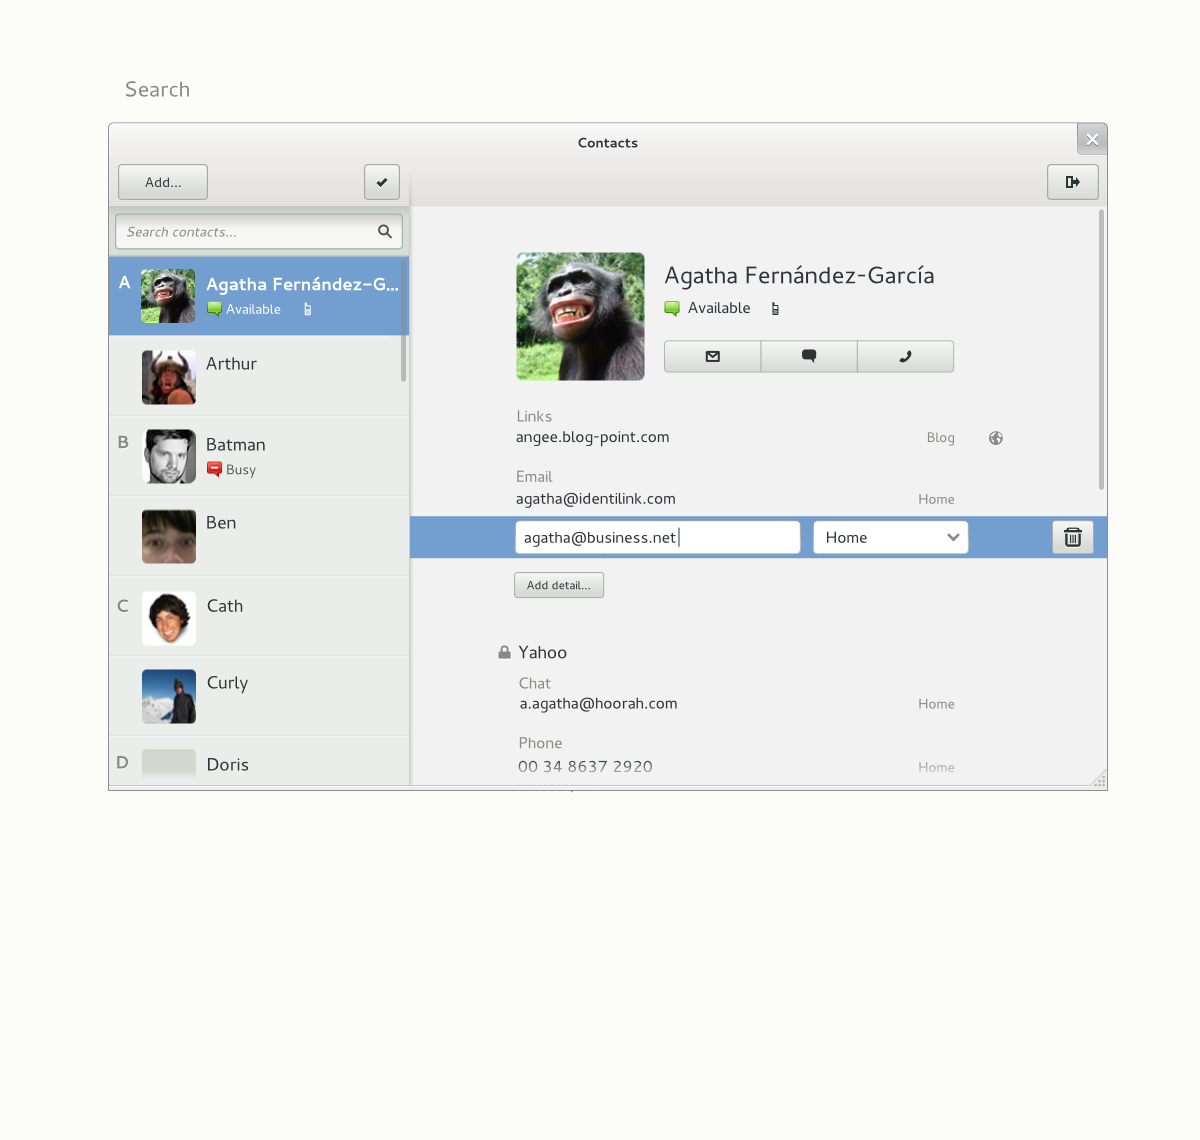 Search
Contacts
Add...
Search contacts...
A
Agatha Fernández-G...
Available
Arthur
B
Batman
Busy
Ben
C
Cath
Curly
D
Doris
Agatha Fernández-García
Available
Links
angee.blog-point.com Blog
Email
agatha@identilink.com Home
agatha@business.net Home
Add detail...
Yahoo
Chat
a.agatha@hoorah.com Home
Phone
00 34 8637 2920 Home